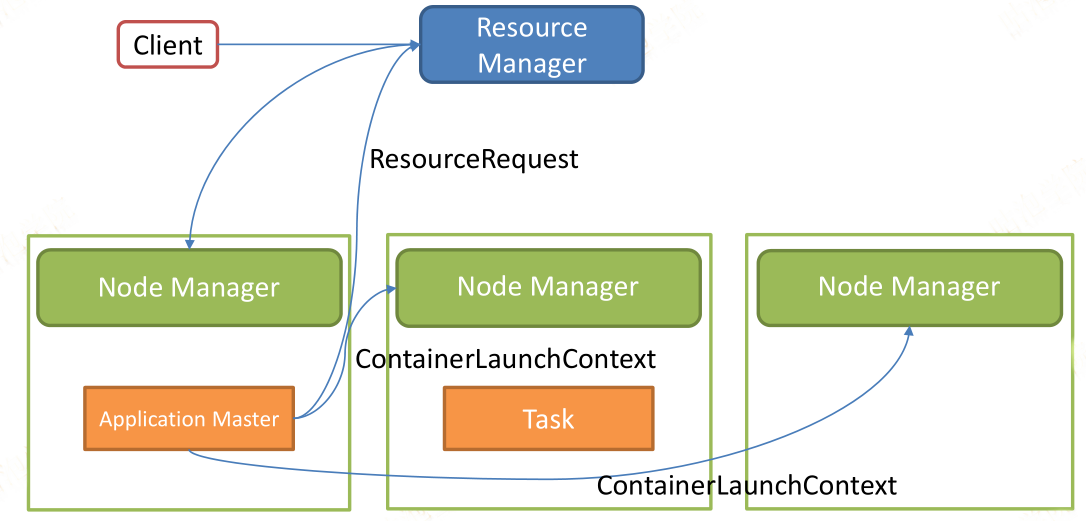 Client
Resource
Manager
ResourceRequest
Node Manager
Node Manager
Node Manager
ContainerLaunchContext
Application Master
Task
ContainerLaunchContext